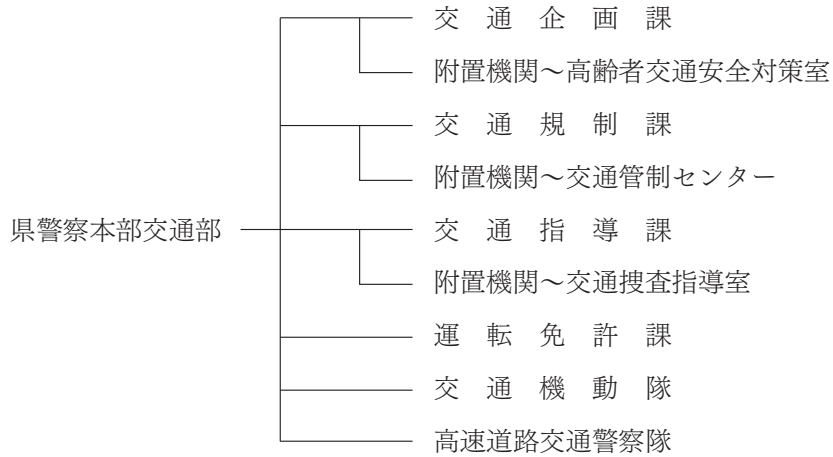 交通企画課
附置機関～高齢者交通安全対策室
交通規制課
附置機関～交通管制センター
県警察本部交通部
交通指導課
附置機関～交通捜査指導室
運転免許課
交通機動隊
高速道路交通警察隊